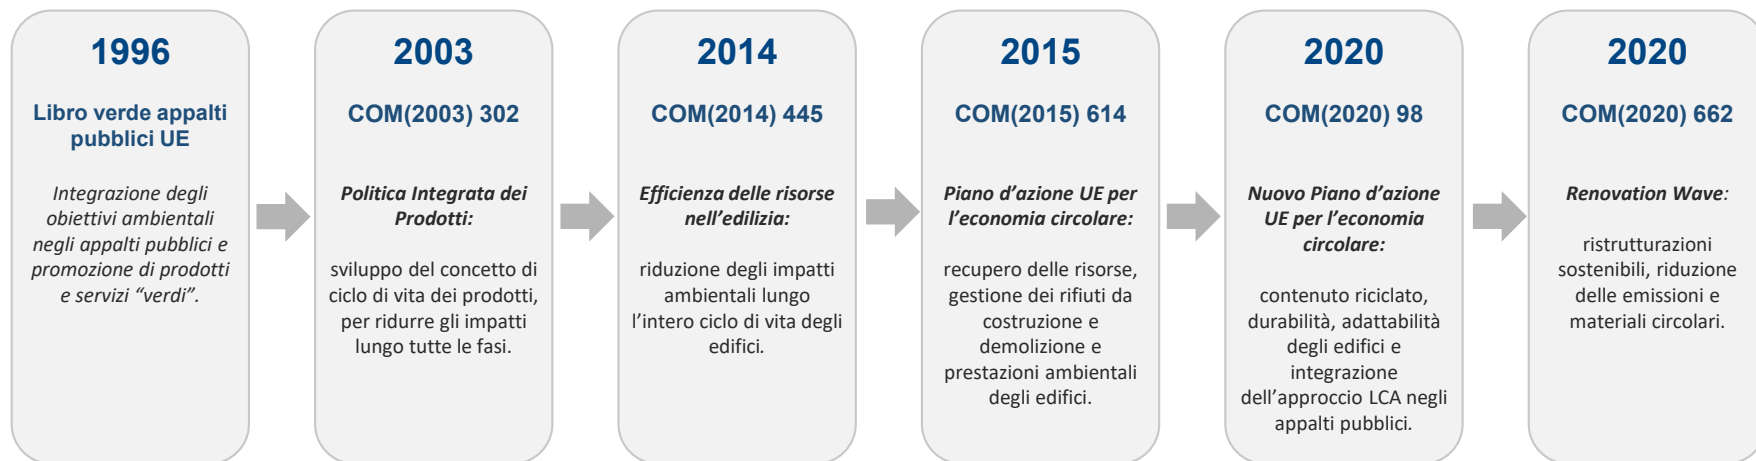 1996
Libro verde appalti
pubblici UE
Integrazione degli
obiettivi ambientali
negli appalti pubblici e
promozione di prodotti
e servizi “verdi”.
2003
COM(2003) 302
Politica Integrata dei
Prodotti:
sviluppo del concetto di
ciclo di vita dei prodotti,
per ridurre gli impatti
lungo tutte le fasi.
2014
COM(2014) 445
Efficienza delle risorse
nell’edilizia:
riduzione degli impatti
ambientali lungo
l’intero ciclo di vita degli
edifici.
2015
COM(2015) 614
Piano d’azione UE per
l’economia circolare:
recupero delle risorse,
gestione dei rifiuti da
costruzione e
demolizione e
prestazioni ambientali
degli edifici.
2020
COM(2020) 98
Nuovo Piano d’azione
UE per l’economia
circolare:
contenuto riciclato,
durabilità, adattabilità
degli edifici e
integrazione
dell’approccio LCA negli
appalti pubblici.
2020
COM(2020) 662
Renovation Wave:
ristrutturazioni
sostenibili, riduzione
delle emissioni e
materiali circolari.